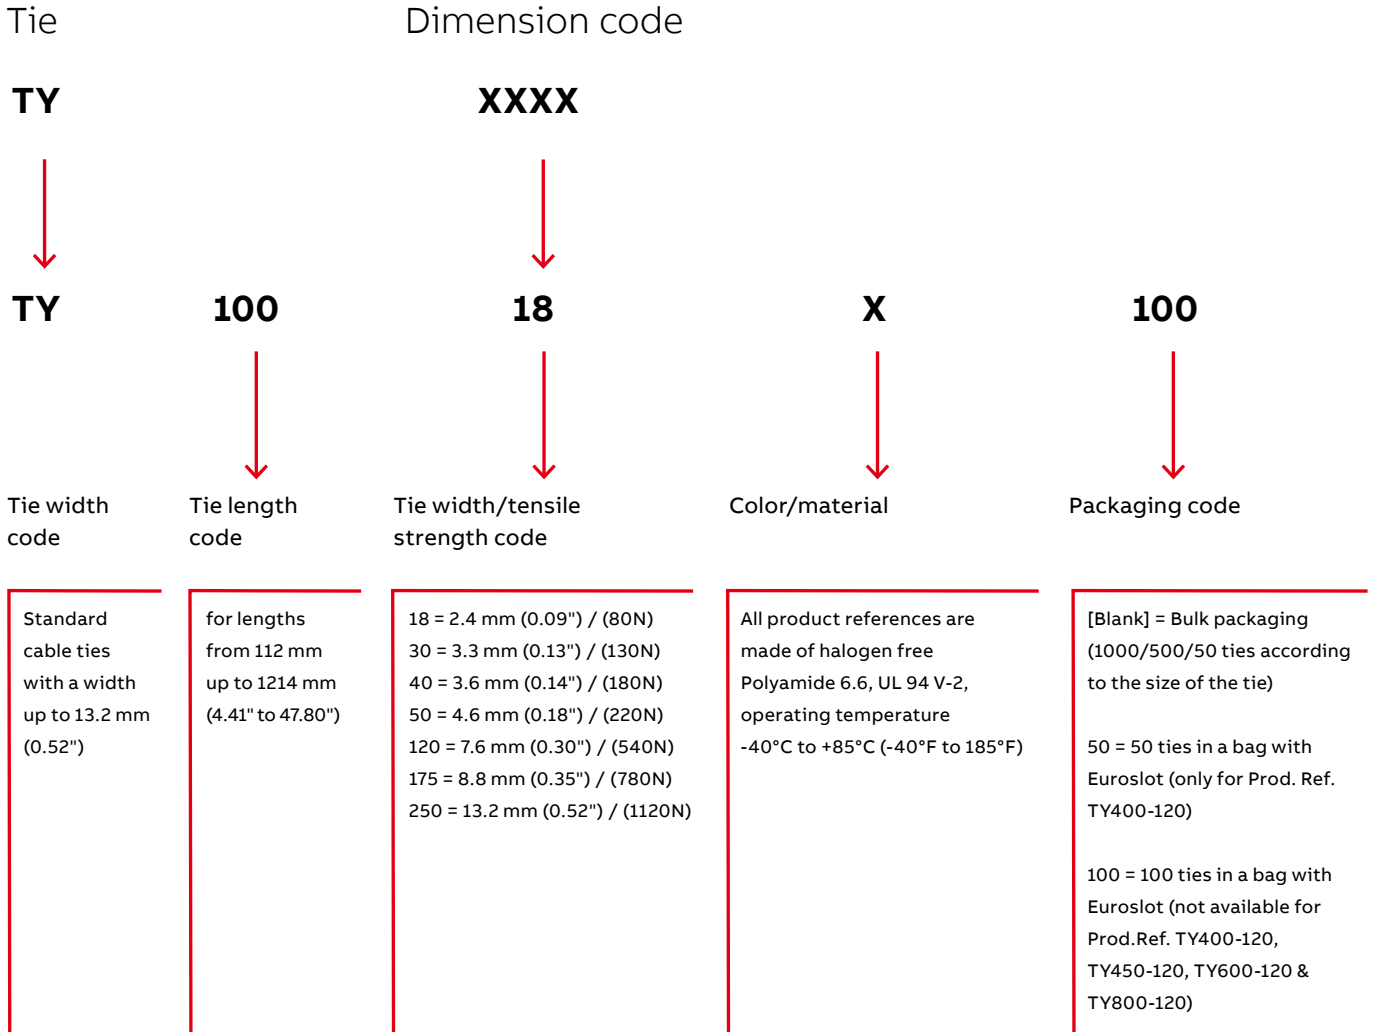 Tie
Dimension code
TY
XXXX
TY
100
18
X
100
Tie width
code
Tie length
code
Tie width/tensile
strength code
Color/material
Packaging code
Standard
cable ties
with a width
up to 13.2 mm
(0.52")
for lengths
from 112 mm
up to 1214 mm
(4.41" to 47.80")
18 = 2.4 mm (0.09") / (80N)
30 = 3.3 mm (0.13") / (130N)
40 = 3.6 mm (0.14") / (180N)
50 = 4.6 mm (0.18") / (220N)
120 = 7.6 mm (0.30") / (540N)
175 = 8.8 mm (0.35") / (780N)
250 = 13.2 mm (0.52") / (1120N)
All product references are
made of halogen free
Polyamide 6.6, UL 94 V-2,
operating temperature
-40°C to +85°C (-40°F to 185°F)
[Blank] = Bulk packaging
(1000/500/50 ties according
to the size of the tie)
50 = 50 ties in a bag with
Euroslot (only for Prod. Ref.
TY400-120)
100 = 100 ties in a bag with
Euroslot (not available for
Prod.Ref. TY400-120,
TY450-120, TY600-120 &
TY800-120)